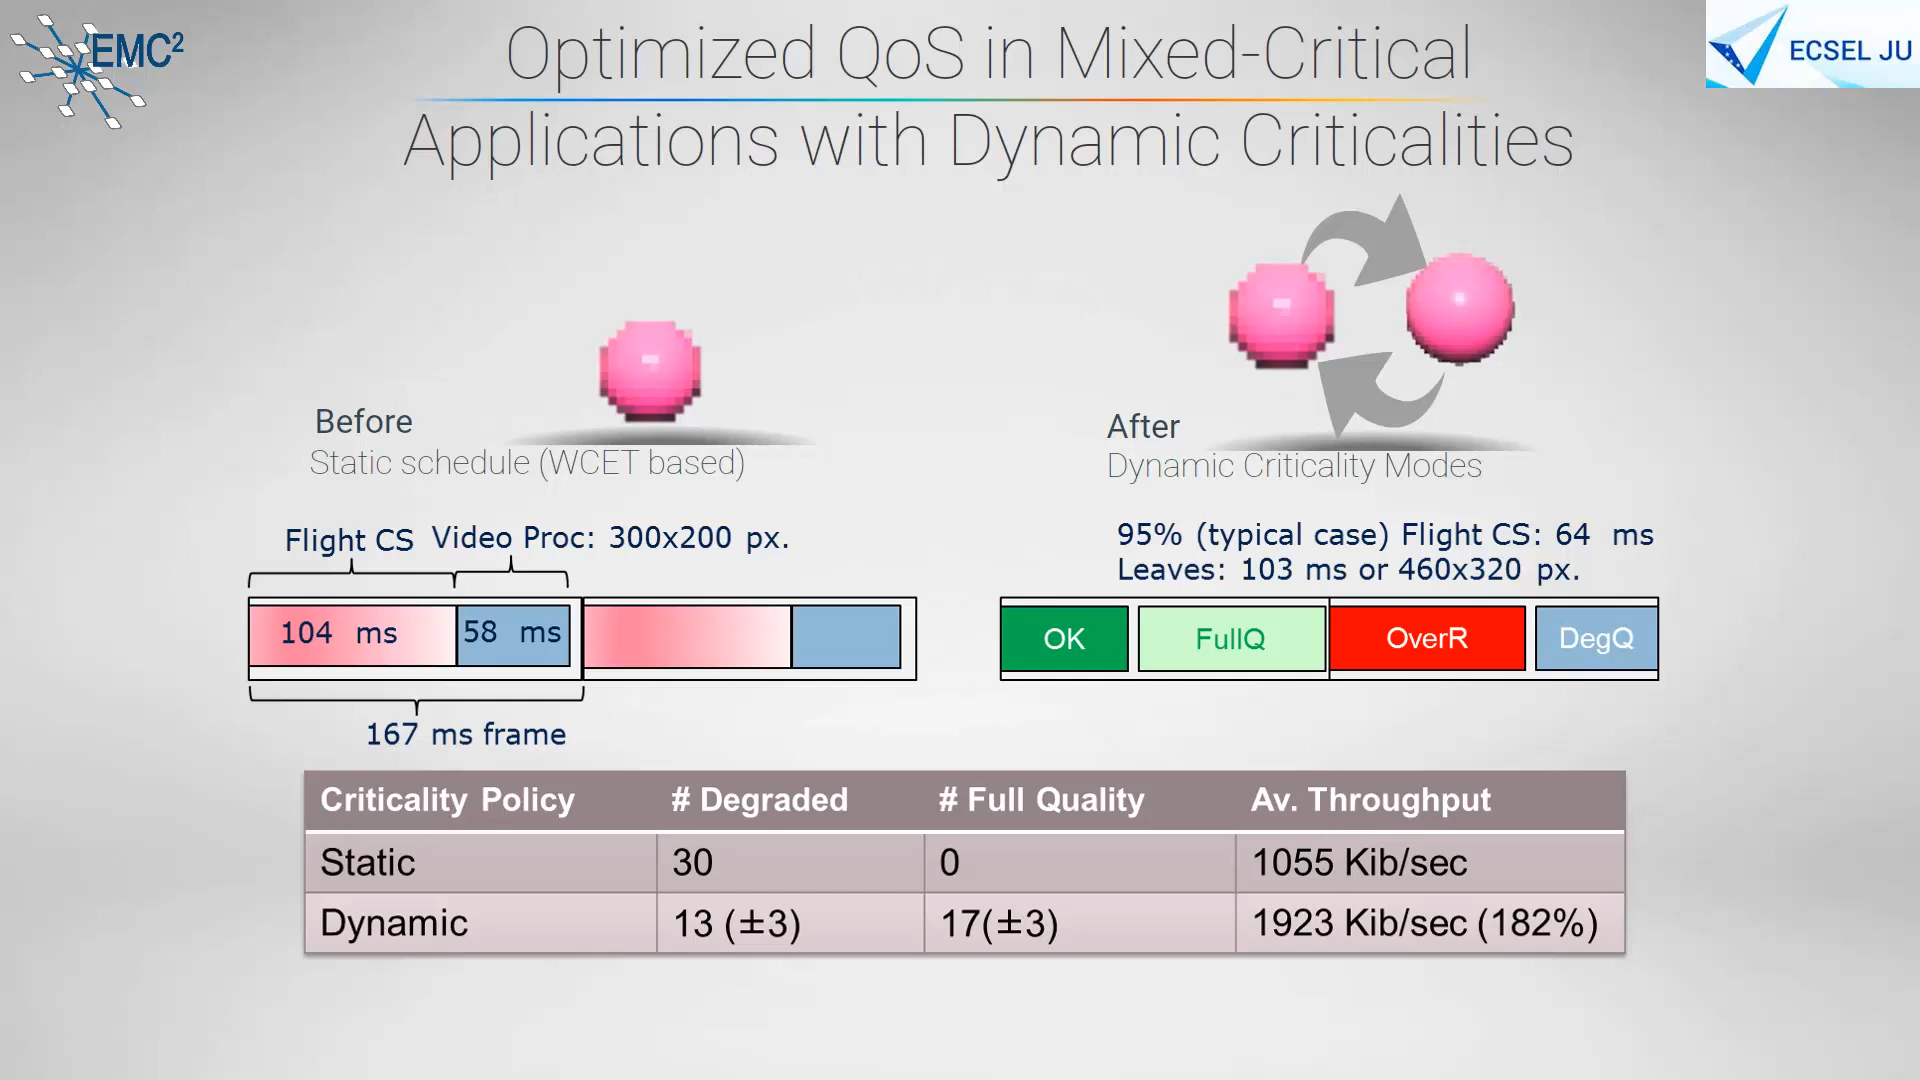 EMC²
Optimized QoS in Mixed-Critical
Applications with Dynamic Criticalities
ECSEL JU
Before
Static schedule (WCET based)
After
Dynamic Criticality Modes
Flight CS Video Proc: 300x200 px.
104 ms 58 ms
167 ms frame
95% (typical case) Flight CS: 64 ms
Leaves: 103 ms or 460x320 px.
OK FullQ OverR DegQ
Criticality Policy # Degraded # Full Quality Av. Throughput
Static 30 0 1055 Kib/sec
Dynamic 13 (±3) 17(±3) 1923 Kib/sec (182%)